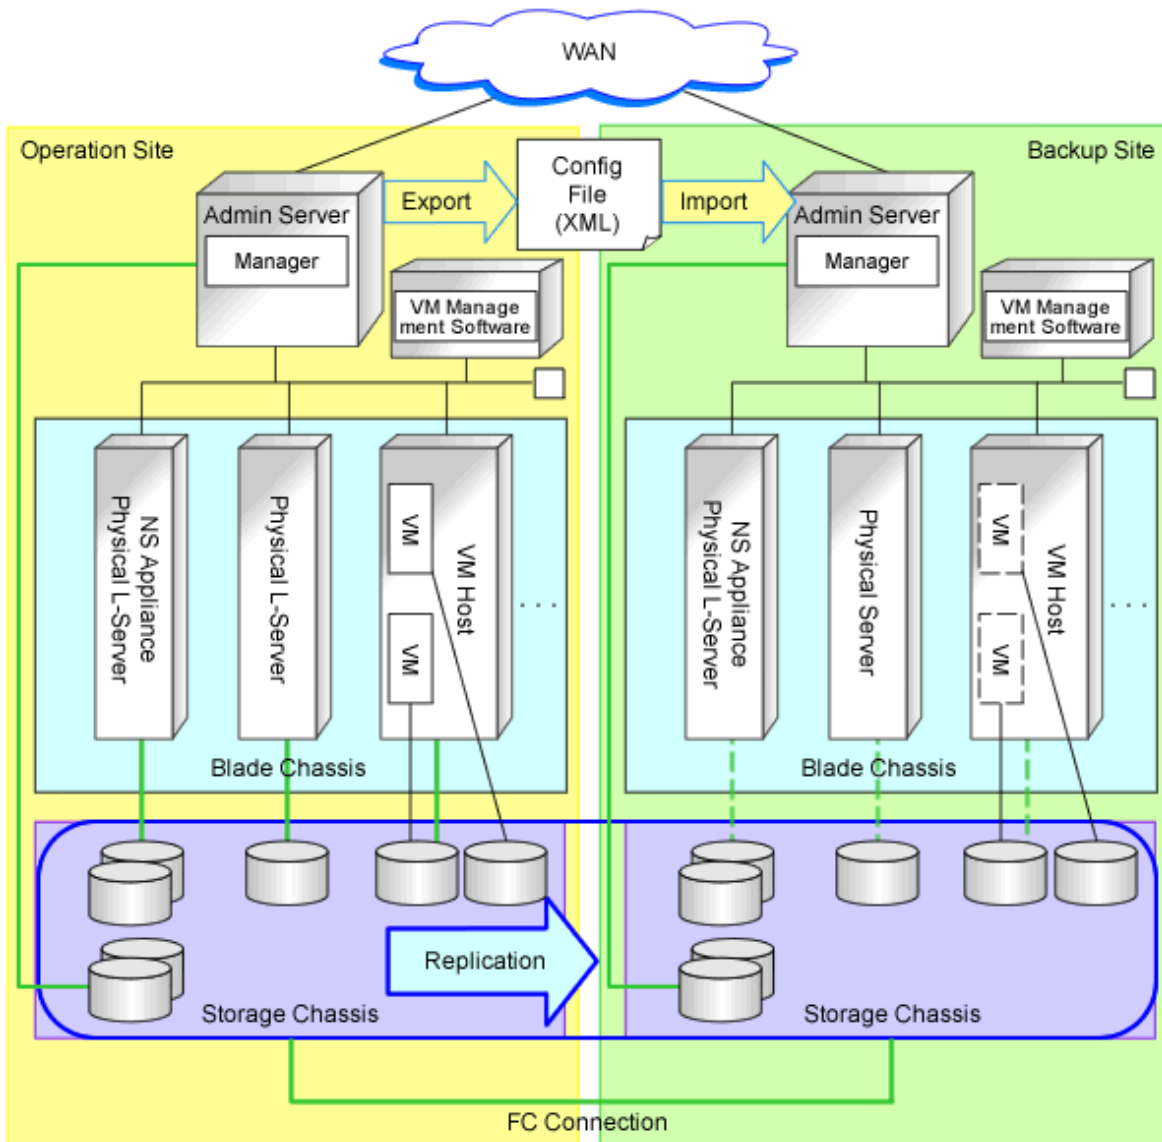 WAN
Operation Site
Backup Site
Config
File
(XML)
Export
Import
Admin Server
Manager
VM Manage
ment Software
Admin Server
Manager
VM Manage
ment Software
NS Appliance
Physical L-Server
Physical L-Server
VM
VM
VM Host
. . .
Blade Chassis
NS Appliance
Physical L-Server
Physical Server
VM
VM
VM Host
. . .
Blade Chassis
Replication
Storage Chassis
Storage Chassis
FC Connection